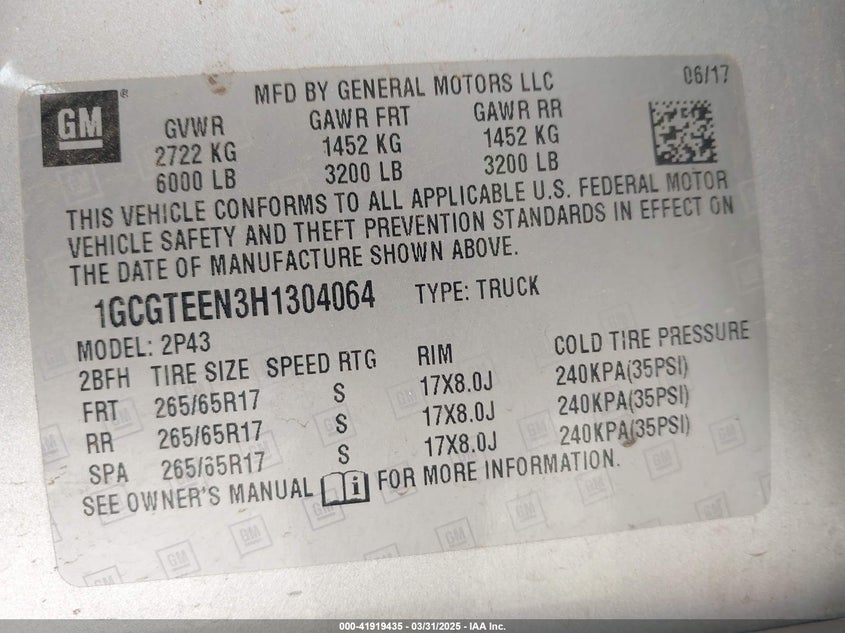 GM ®
MFD BY GENERAL MOTORS LLC 06/17
GVWR GAWR FRT GAWR RR
2722 KG 1452 KG 1452 KG
6000 LB 3200 LB 3200 LB
THIS VEHICLE CONFORMS TO ALL APPLICABLE U.S. FEDERAL MOTOR
VEHICLE SAFETY AND THEFT PREVENTION STANDARDS IN EFFECT ON
THE DATE OF MANUFACTURE SHOWN ABOVE.
1GCGTEEN3H1304064 TYPE: TRUCK
MODEL: 2P43
2BFH TIRE SIZE SPEED RTG RIM COLD TIRE PRESSURE
FRT 265/65R17 S 17X8.0J 240KPA(35PSI)
RR 265/65R17 S 17X8.0J 240KPA(35PSI)
SPA 265/65R17 S 17X8.0J 240KPA(35PSI)
SEE OWNER'S MANUAL i FOR MORE INFORMATION.
000-41919435 - 03/31/2025 - IAA Inc.